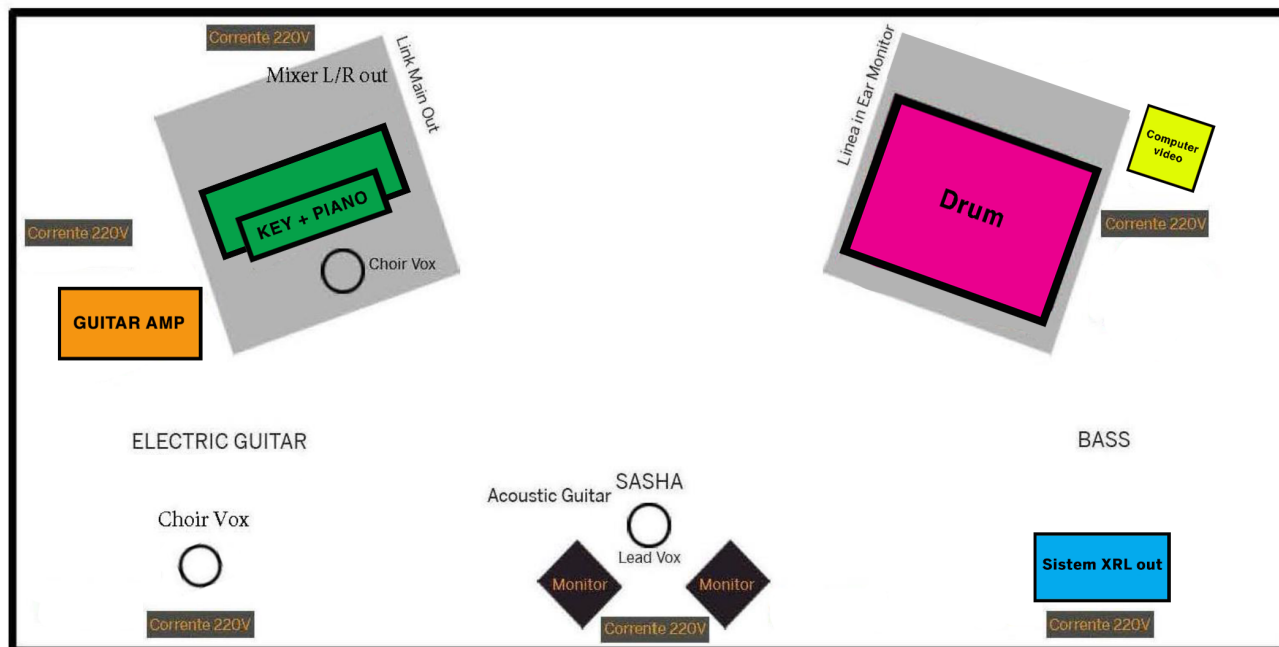 Corrente 220V
Mixer L/R out
Link Main Out
Linea in Ear Monitor
Computer
video
KEY + PIANO
Drum
Corrente 220V
Corrente 220V
Choir Vox
GUITAR AMP
ELECTRIC GUITAR
BASS
SASHA
Acoustic Guitar
Choir Vox
Lead Vox
Sistem XRL out
Monitor
Monitor
Corrente 220V
Corrente 220V
Corrente 220V